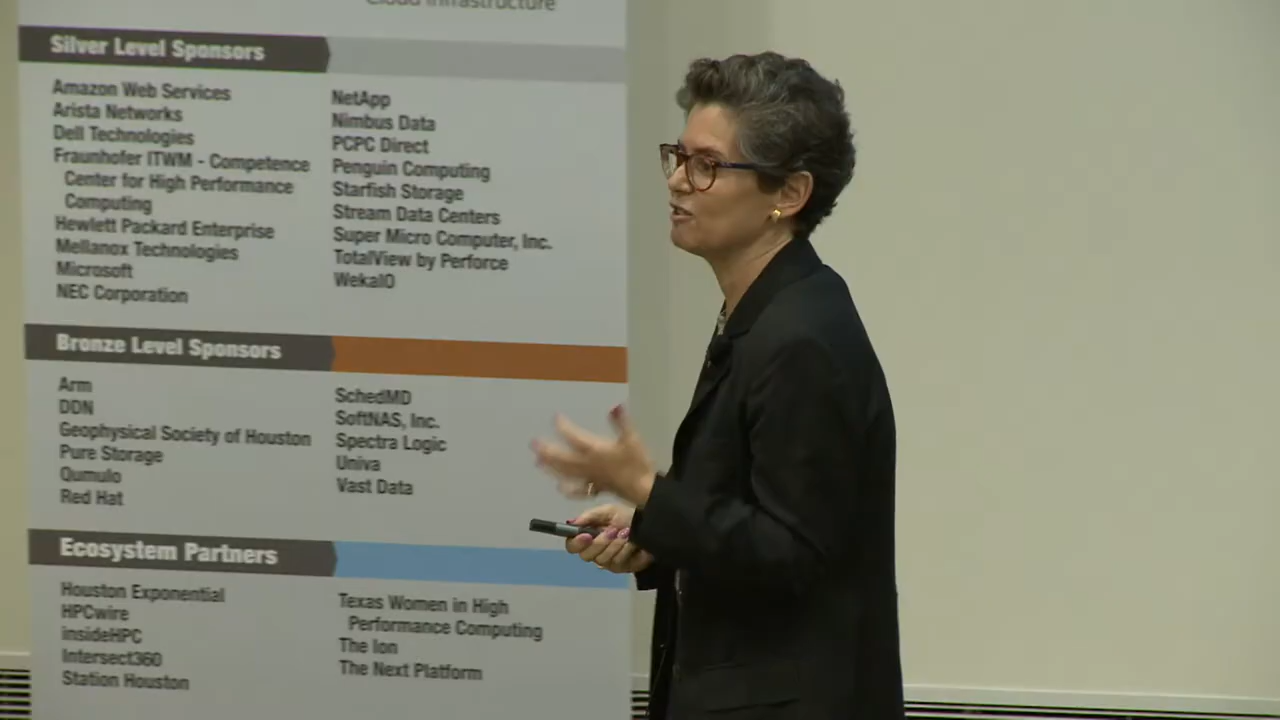 Cloud Infrastructure
Silver Level Sponsors
Amazon Web Services
Arista Networks
Dell Technologies
Fraunhofer ITWM - Competence
Center for High Performance
Computing
Hewlett Packard Enterprise
Mellanox Technologies
Microsoft
NEC Corporation
NetApp
Nimbus Data
PCPC Direct
Penguin Computing
Starfish Storage
Stream Data Centers
Super Micro Computer, Inc.
TotalView by Perforce
WekaIO
Bronze Level Sponsors
Arm
DDN
Geophysical Society of Houston
Pure Storage
Qumulo
Red Hat
SchedMD
SoftNAS, Inc.
Spectra Logic
Univa
Vast Data
Ecosystem Partners
Houston Exponential
HPCwire
insideHPC
Intersect360
Station Houston
Texas Women in High
Performance Computing
The Ion
The Next Platform